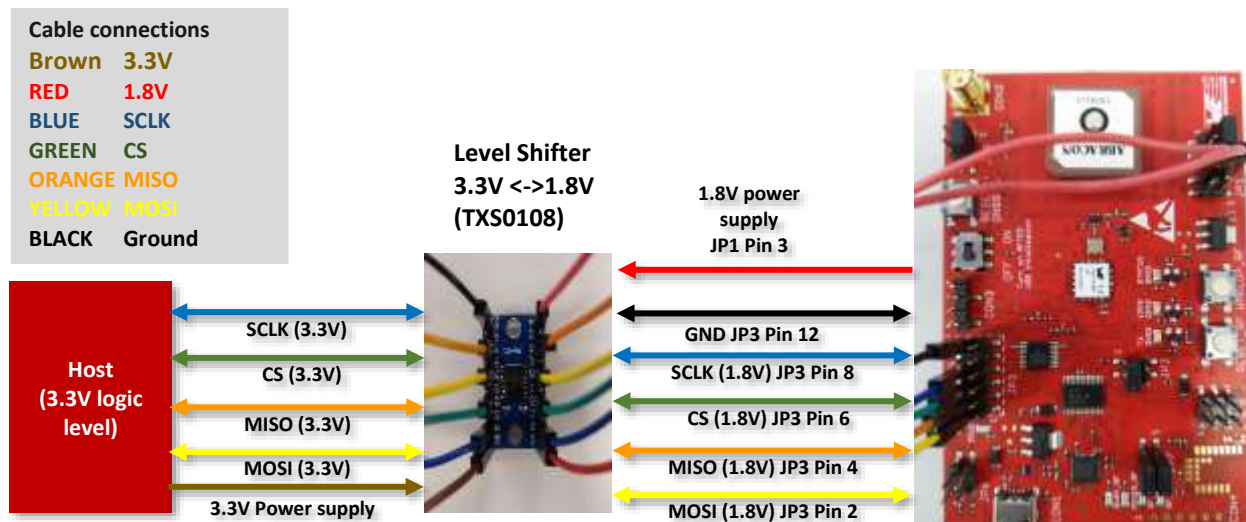 Cable connections
Brown 3.3V
RED 1.8V
BLUE SCLK
GREEN CS
ORANGE MISO
YELLOW MOSI
BLACK Ground
Level Shifter
3.3V <->1.8V
(TXS0108)
1.8V power
supply
JP1 Pin 3
Host
(3.3V logic
level)
SCLK (3.3V)
CS (3.3V)
MISO (3.3V)
MOSI (3.3V)
3.3V Power supply
GND JP3 Pin 12
SCLK (1.8V) JP3 Pin 8
CS (1.8V) JP3 Pin 6
MISO (1.8V) JP3 Pin 4
MOSI (1.8V) JP3 Pin 2
ABRACON
OFF ON
JP3